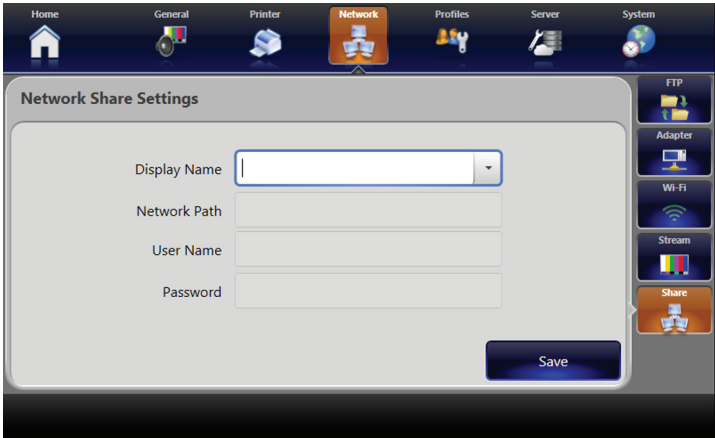 Home General Printer Network Profiles Server System
FTP
Network Share Settings
Adapter
Display Name
Wi-Fi
Network Path
Stream
User Name
Password
Share
Save